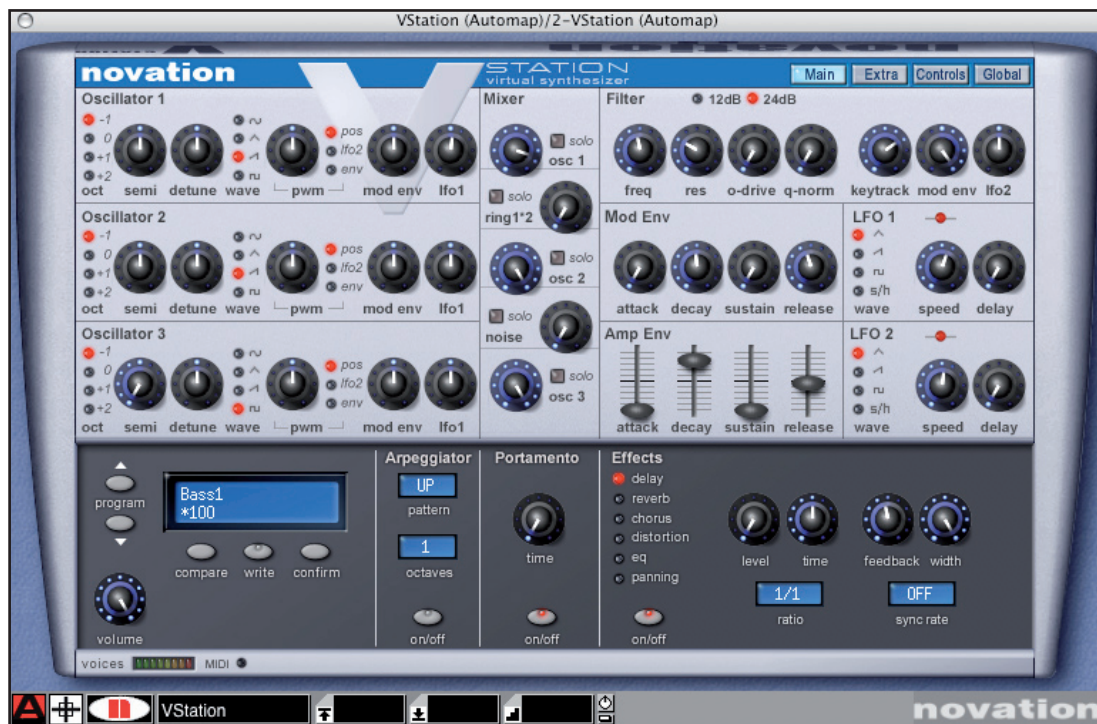 VStation (Automap)/2-VStation (Automap)
novation
STATION
virtual synthesizer
Main Extra Controls Global
Oscillator 1
-1
0
+1
+2
oct semi detune wave pwm
pos
lfo2
env
mod env lfo1
Oscillator 2
-1
0
+1
+2
oct semi detune wave pwm
pos
lfo2
env
mod env lfo1
Oscillator 3
-1
0
+1
+2
oct semi detune wave pwm
pos
lfo2
env
mod env lfo1
Mixer
solo
osc 1
solo
ring1*2
solo
osc 2
solo
noise
solo
osc 3
Filter 12dB 24dB
freq res o-drive q-norm keytrack mod env lfo2
Mod Env
attack decay sustain release
LFO 1
s/h
wave speed delay
Amp Env
attack decay sustain release
LFO 2
s/h
wave speed delay
program
Bass1
*100
compare write confirm
volume
Arpeggiator
UP
pattern
1
octaves
on/off
Portamento
time
on/off
Effects
delay
reverb
chorus
distortion
eq
panning
on/off
level time feedback width
1/1
ratio
OFF
sync rate
voices MIDI
VStation
novation